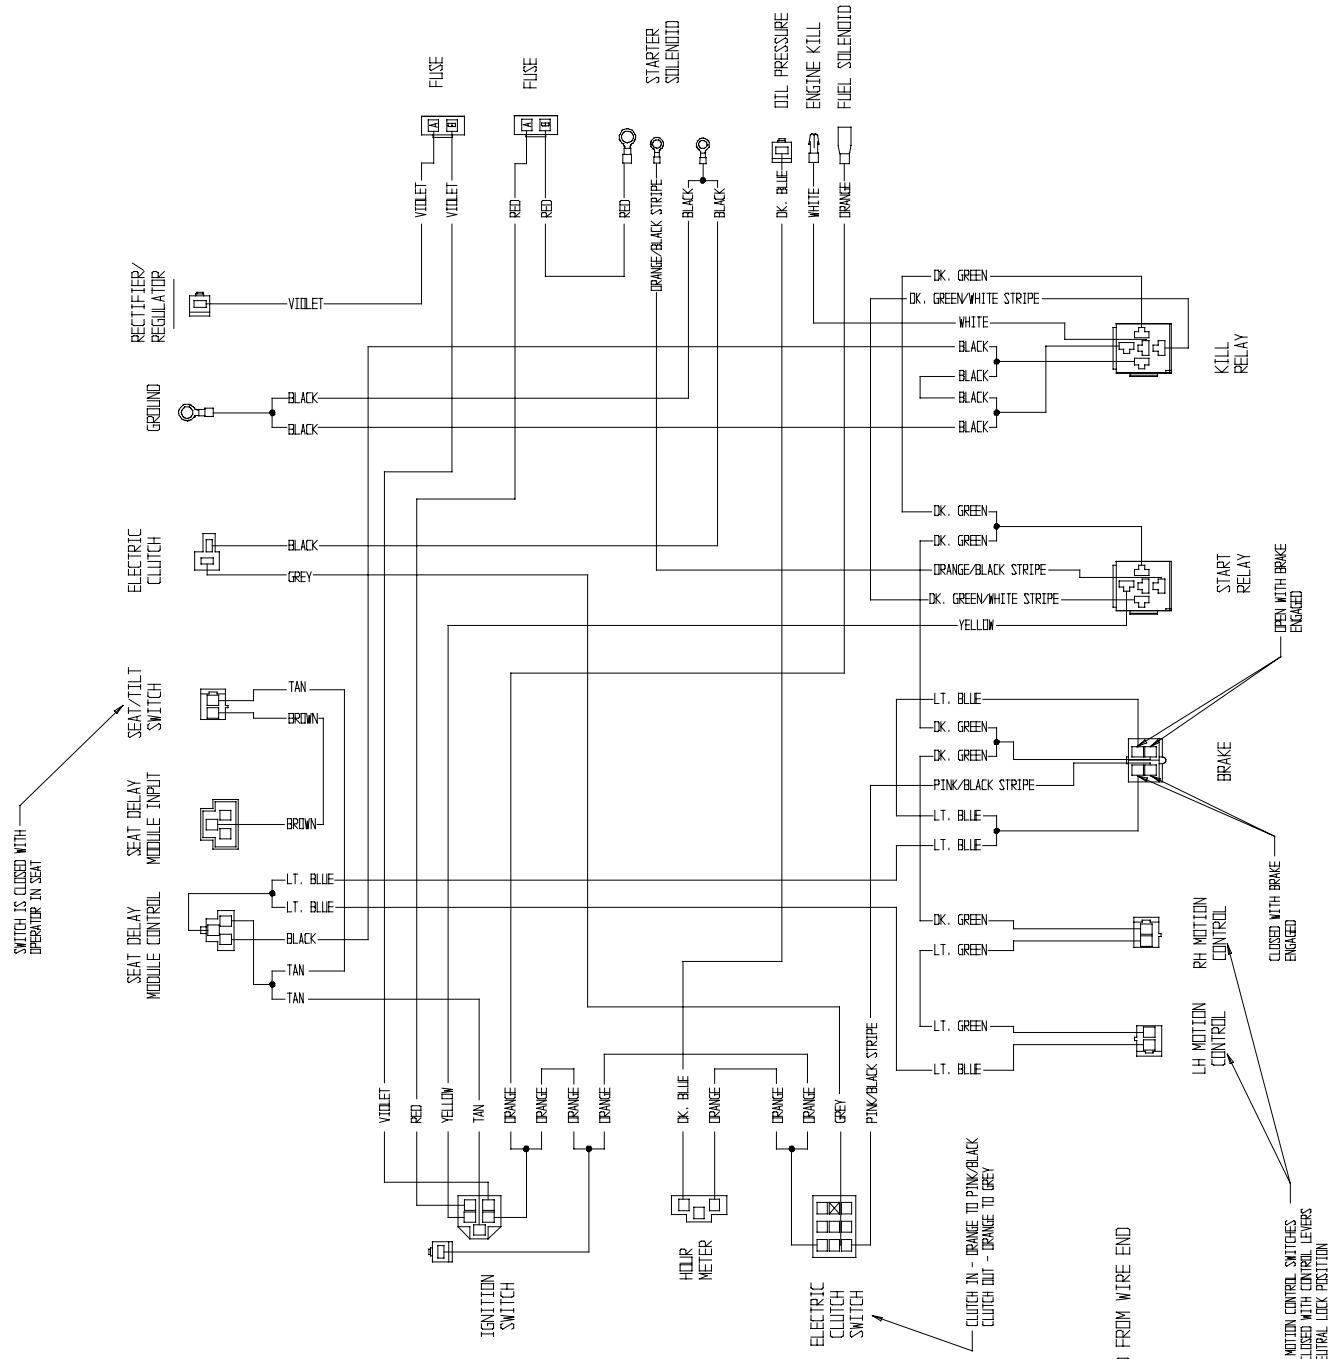 FUSE
FUSE
STARTER
SOLENOID
OIL PRESSURE
ENGINE KILL
FUEL SOLENOID
A
B
A
B
VIOLET
VIOLET
RED
RED
RED
ORANGE/BLACK STRIPE
BLACK
BLACK
DK. BLUE
WHITE
ORANGE
RECTIFIER/
REGULATOR
VIOLET
GROUND
BLACK
BLACK
DK. GREEN
DK. GREEN/WHITE STRIPE
WHITE
BLACK
BLACK
BLACK
BLACK
KILL
RELAY
ELECTRIC
CLUTCH
BLACK
GREY
DK. GREEN
DK. GREEN
ORANGE/BLACK STRIPE
DK. GREEN/WHITE STRIPE
YELLOW
START
RELAY
OPEN WITH BRAKE
ENGAGED
SEAT/TILT
SWITCH
TAN
BROWN
SWITCH IS CLOSED WITH
OPERATOR IN SEAT
SEAT DELAY
MODULE INPUT
BROWN
LT. BLUE
DK. GREEN
DK. GREEN
PINK/BLACK STRIPE
LT. BLUE
LT. BLUE
BRAKE
CLOSED WITH BRAKE
ENGAGED
SEAT DELAY
MODULE CONTROL
LT. BLUE
LT. BLUE
BLACK
TAN
TAN
DK. GREEN
LT. GREEN
RH MOTION
CONTROL
LT. GREEN
LT. BLUE
LH MOTION
CONTROL
VIOLET
RED
YELLOW
TAN
ORANGE
ORANGE
ORANGE
ORANGE
DK. BLUE
ORANGE
ORANGE
ORANGE
GREY
PINK/BLACK STRIPE
IGNITION
SWITCH
HOUR
METER
ELECTRIC
CLUTCH
SWITCH
CLUTCH IN - ORANGE TO PINK/BLACK
CLUTCH OUT - ORANGE TO GREY
FROM WIRE END
MOTION CONTROL SWITCHES
WITH CONTROL LEVERS
LOCK POSITION